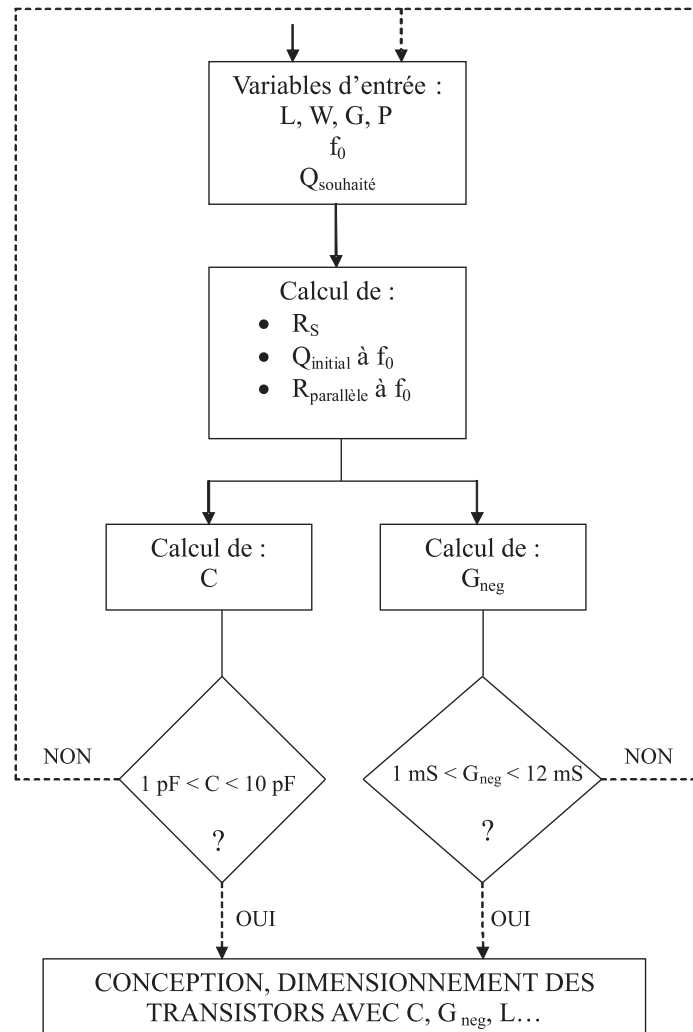 Variables d'entrée :
L, W, G, P
f0
Qsouhaité
Calcul de :
• RS
• Qinitial à f0
• Rparallèle à f0
Calcul de :
C
Calcul de :
Gneg
NON
1 pF < C < 10 pF
?
1 mS < Gneg < 12 mS
?
NON
OUI
OUI
CONCEPTION, DIMENSIONNEMENT DES
TRANSISTORS AVEC C, Gneg, L…